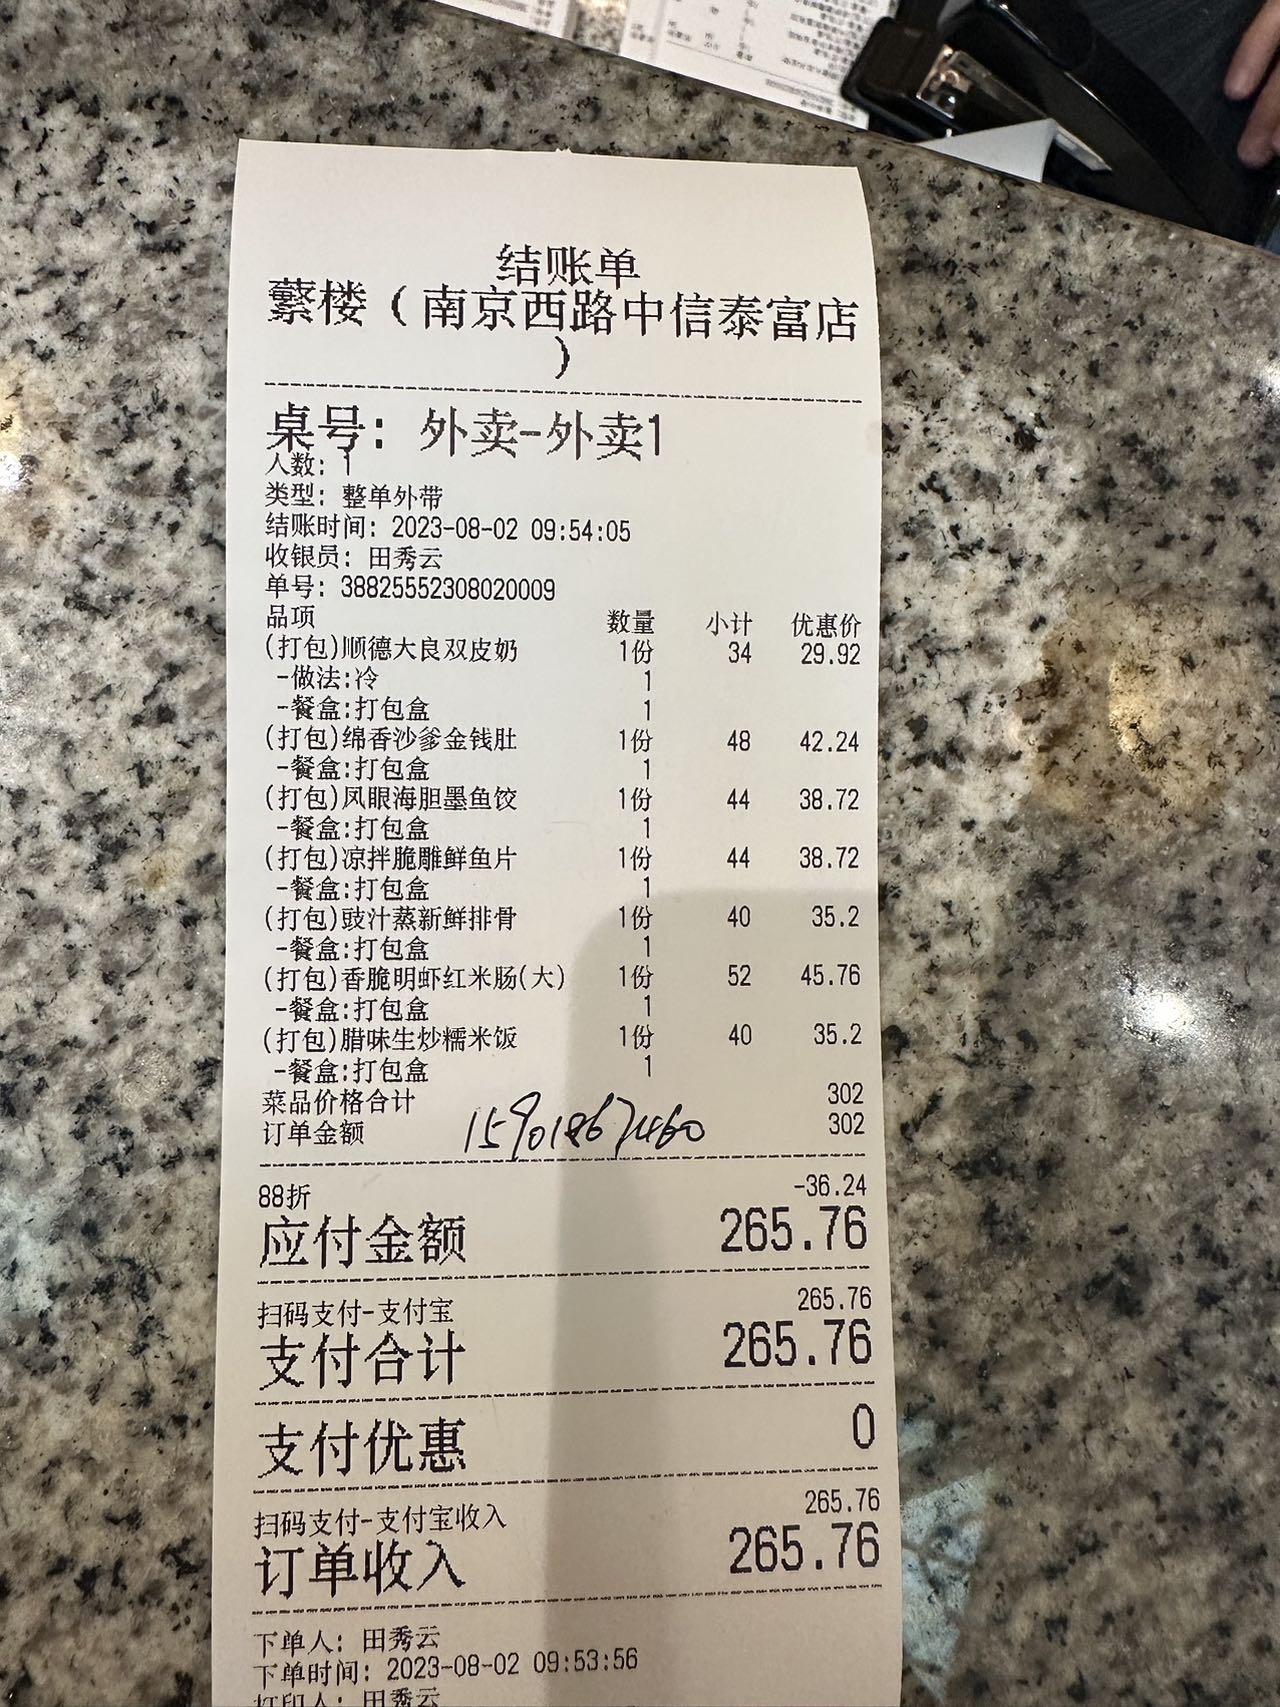 结账单
蘩楼（南京西路中信泰富店
）
桌号：外卖-外卖1
人数：1
类型：整单外带
结账时间：2023-08-02 09:54:05
收银员：田秀云
单号：38825552308020009
品项 数量 小计 优惠价
(打包)顺德大良双皮奶 1份 34 29.92
-做法:冷 1
-餐盒:打包盒 1
(打包)绵香沙爹金钱肚 1份 48 42.24
-餐盒:打包盒 1
(打包)凤眼海胆墨鱼饺 1份 44 38.72
-餐盒:打包盒 1
(打包)凉拌脆雕鲜鱼片 1份 44 38.72
-餐盒:打包盒 1
(打包)豉汁蒸新鲜排骨 1份 40 35.2
-餐盒:打包盒 1
(打包)香脆明虾红米肠(大) 1份 52 45.76
-餐盒:打包盒 1
(打包)腊味生炒糯米饭 1份 40 35.2
-餐盒:打包盒 1
菜品价格合计 302
订单金额 302
15901867460
88折 -36.24
应付金额 265.76
扫码支付-支付宝 265.76
支付合计 265.76
支付优惠 0
扫码支付-支付宝收入 265.76
订单收入 265.76
下单人：田秀云
下单时间：2023-08-02 09:53:56
打印人：田秀云